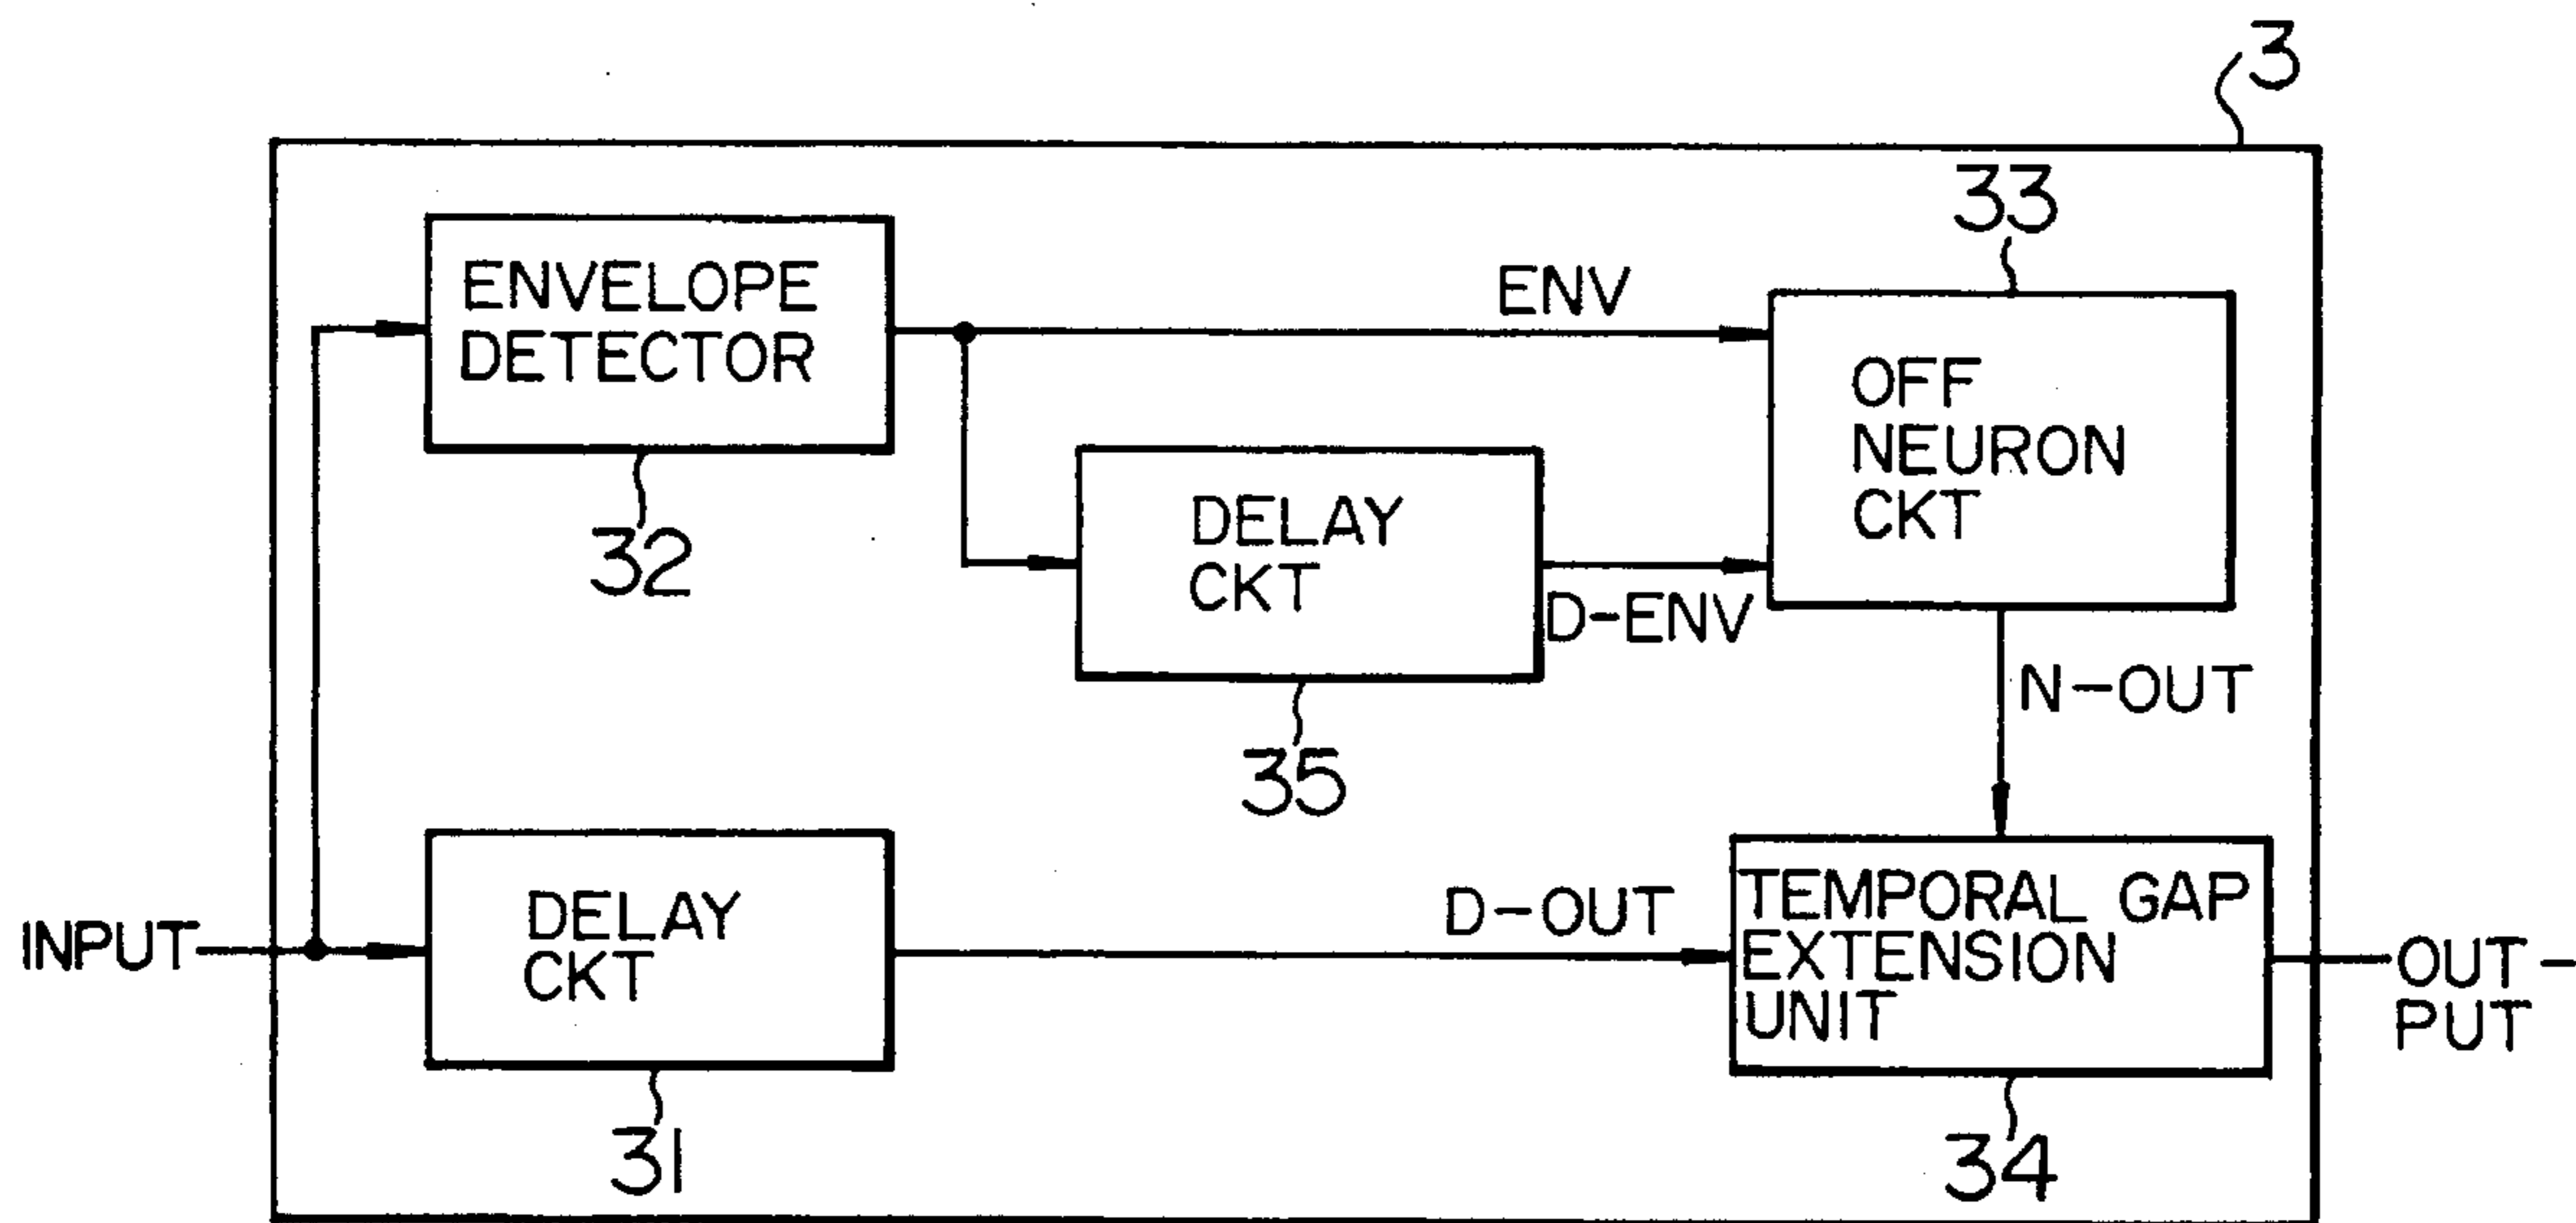 3
33
ENVELOPE
DETECTOR
ENV
OFF
NEURON
CKT
32
DELAY
CKT
D-ENV
35
N-OUT
INPUT
DELAY
CKT
D-OUT
TEMPORAL GAP
EXTENSION
UNIT
OUT-
PUT
31
34